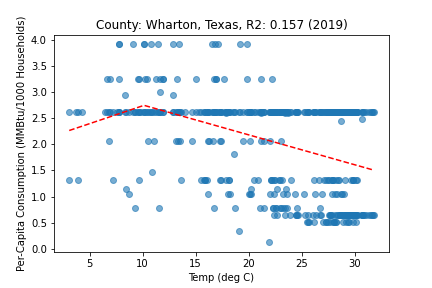 County: Wharton, Texas, R2: 0.157 (2019)
Per-Capita Consumption (MMBtu/1000 Households)
4.0
3.5
3.0
2.5
2.0
1.5
1.0
0.5
0.0
5 10 15 20 25 30
Temp (deg C)